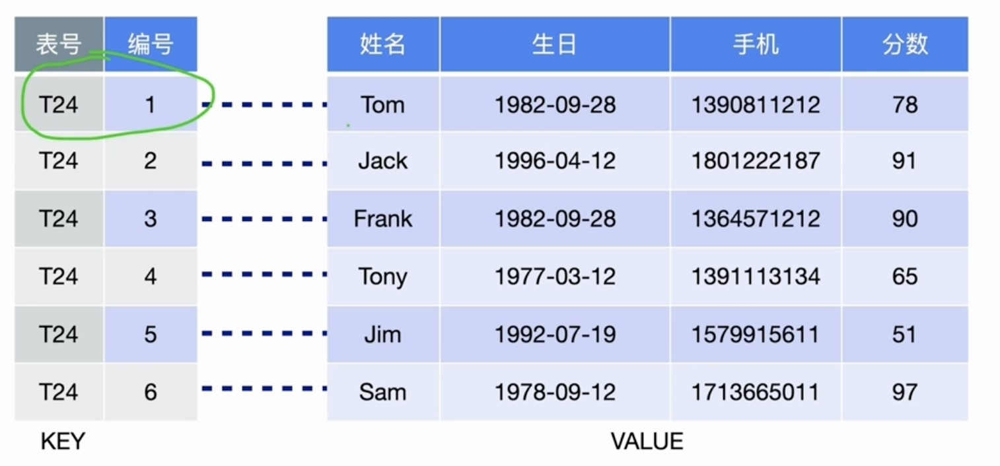 表号 编号 姓名 生日 手机 分数
T24 1 Tom 1982-09-28 1390811212 78
T24 2 Jack 1996-04-12 1801222187 91
T24 3 Frank 1982-09-28 1364571212 90
T24 4 Tony 1977-03-12 1391113134 65
T24 5 Jim 1992-07-19 1579915611 51
T24 6 Sam 1978-09-12 1713665011 97
KEY VALUE